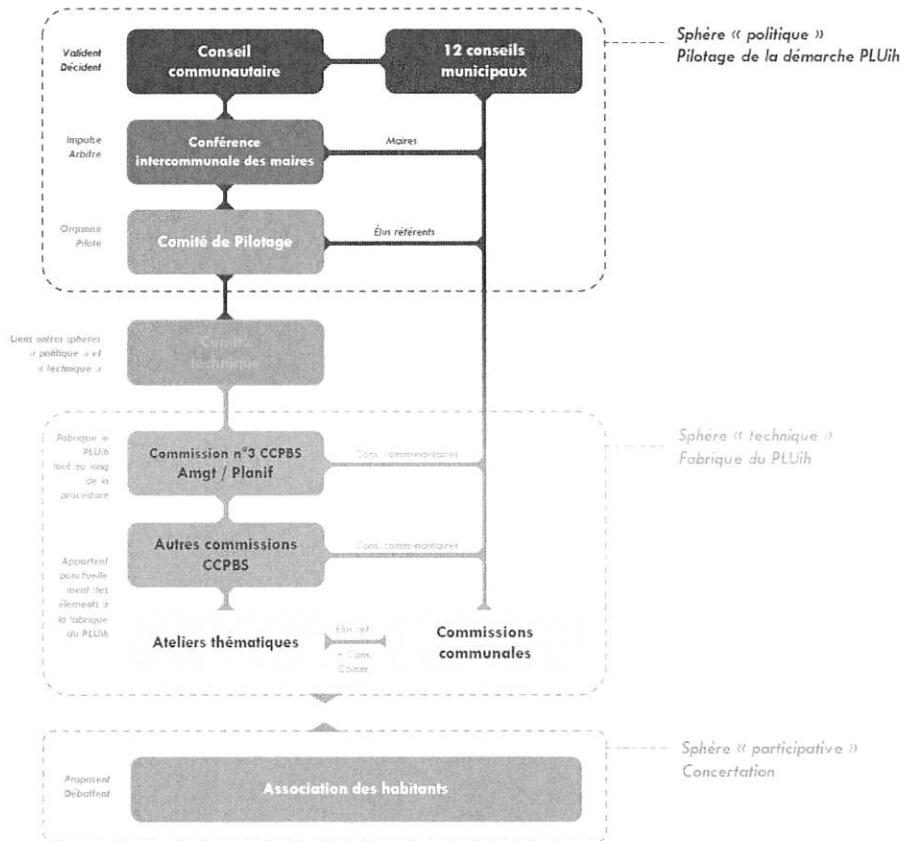 Valident
Décident
Conseil
communautaire
12 conseils
municipaux
Sphère « politique »
Pilotage de la démarche PLUih
Impulse
Arbitre
Conférence
intercommunale des maires
Maires
Organise
Pilote
Comité de Pilotage
Élus référents
Liens entres sphères
« politique » et
« technique »
Comité
technique
Fabrique le
PLUih
tout au long
de la
procédure
Commission n°3 CCPBS
Amgt / Planif
Cons. communautaires
Sphère « technique »
Fabrique du PLUih
Autres commissions
CCPBS
Cons. communautaires
Apportent
ponctuelle
ment des
élements à
la fabrique
du PLUih
Ateliers thématiques
Élus réf.
+ Cons.
Comm.
Commissions
communales
Sphère « participative »
Concertation
Proposent
Débattent
Association des habitants